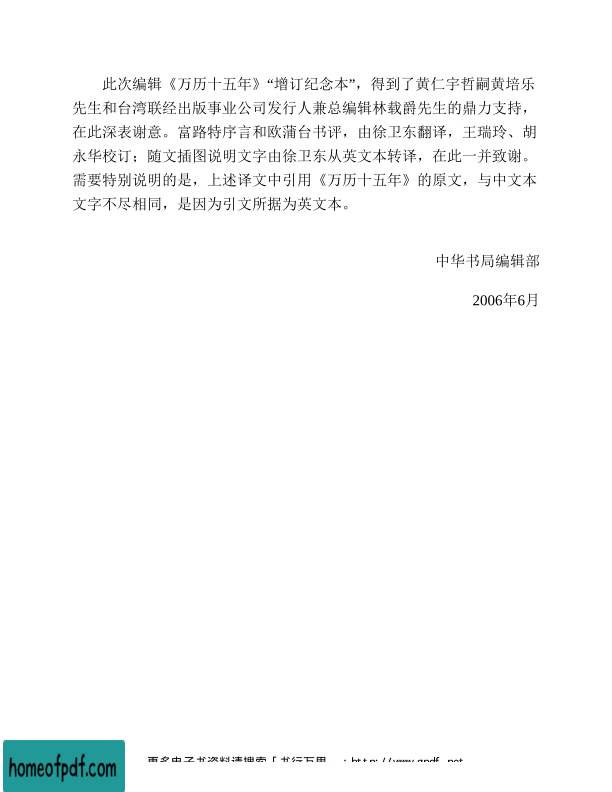 此次编辑《万历十五年》“增订纪念本”，得到了黄仁宇哲嗣黄培乐
先生和台湾联经出版事业公司发行人兼总编辑林载爵先生的鼎力支持，
在此深表谢意。富路特序言和欧蒲台书评，由徐卫东翻译，王瑞玲、胡
永华校订；随文插图说明文字由徐卫东从英文本转译，在此一并致谢。
需要特别说明的是，上述译文中引用《万历十五年》的原文，与中文本
文字不尽相同，是因为引文所据为英文本。
中华书局编辑部
2006年6月
更多电子书资料请搜索「书行万里
homeofpdf.com